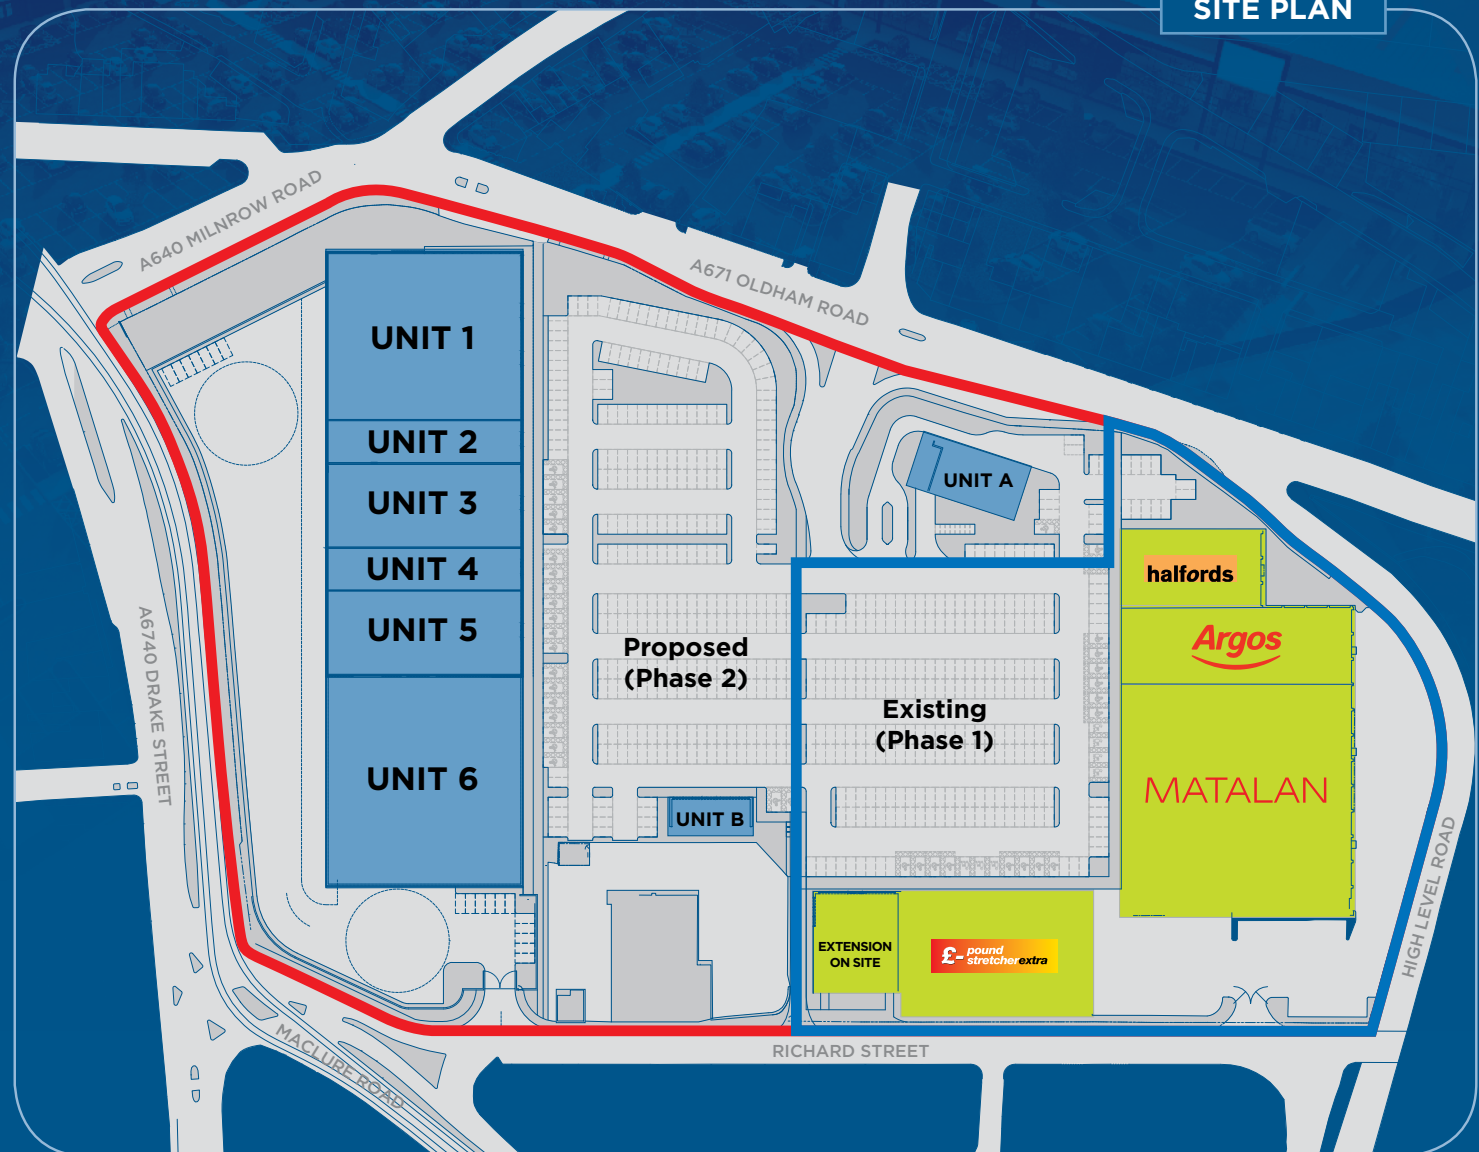 SITE PLAN
A640 MILNROW ROAD
A671 OLDHAM ROAD
UNIT 1
UNIT 2
UNIT 3
UNIT 4
UNIT 5
UNIT 6
UNIT A
halfords
Argos
Proposed
(Phase 2)
Existing
(Phase 1)
MATALAN
UNIT B
A6740 DRAKE STREET
HIGH LEVEL ROAD
EXTENSION
ON SITE
£- pound
stretcherextra
MACLURE ROAD
RICHARD STREET